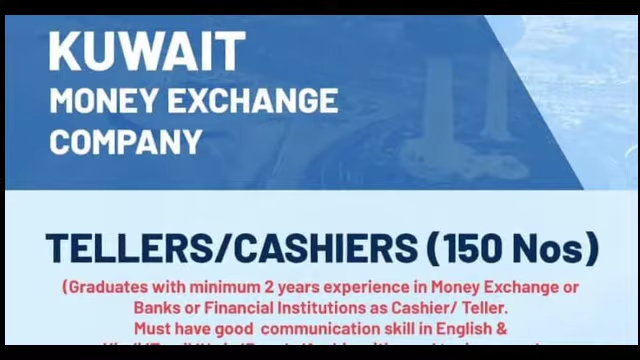 KUWAIT
MONEY EXCHANGE
COMPANY
TELLERS/CASHIERS (150 Nos)
(Graduates with minimum 2 years experience in Money Exchange or
Banks or Financial Institutions as Cashier/ Teller.
Must have good communication skill in English &